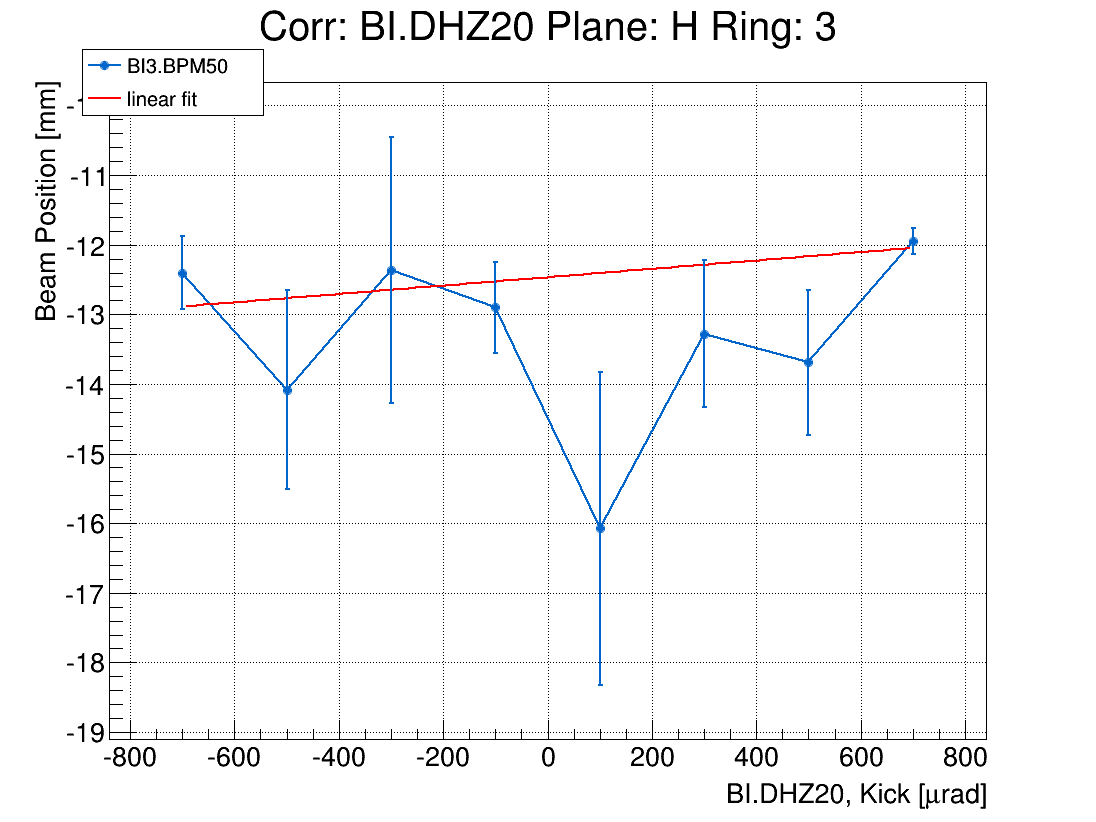 Corr: BI.DHZ20 Plane: H Ring: 3
BI3.BPM50
linear fit
Beam Position [mm]
-11
-12
-13
-14
-15
-16
-17
-18
-19
-800 -600 -400 -200 0 200 400 600 800
BI.DHZ20, Kick [μrad]